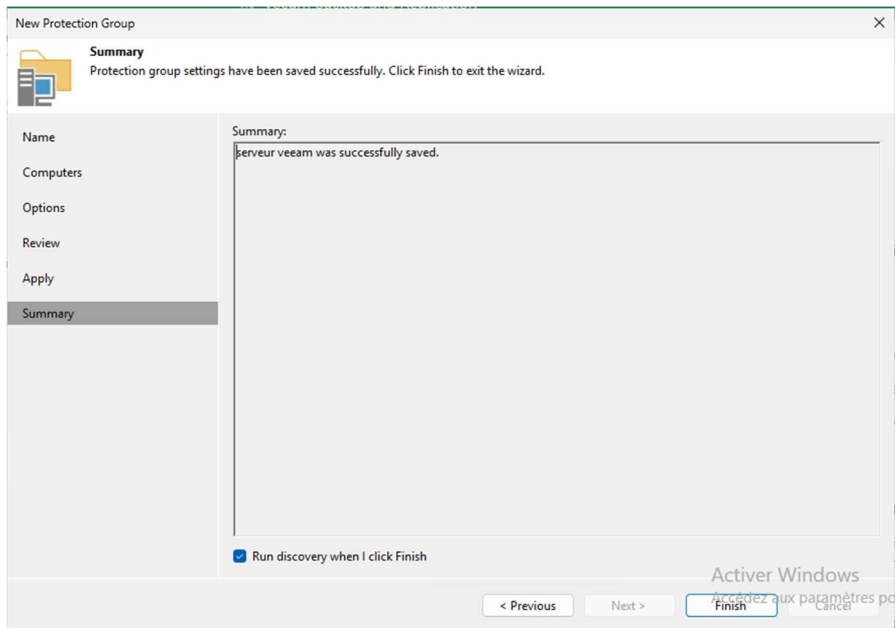 New Protection Group
Summary
Protection group settings have been saved successfully. Click Finish to exit the wizard.
Name
Computers
Options
Review
Apply
Summary
Summary:
serveur veeam was successfully saved.
Run discovery when I click Finish
Activer Windows
Accédez aux paramètres po
< Previous
Next >
Finish
Cancel